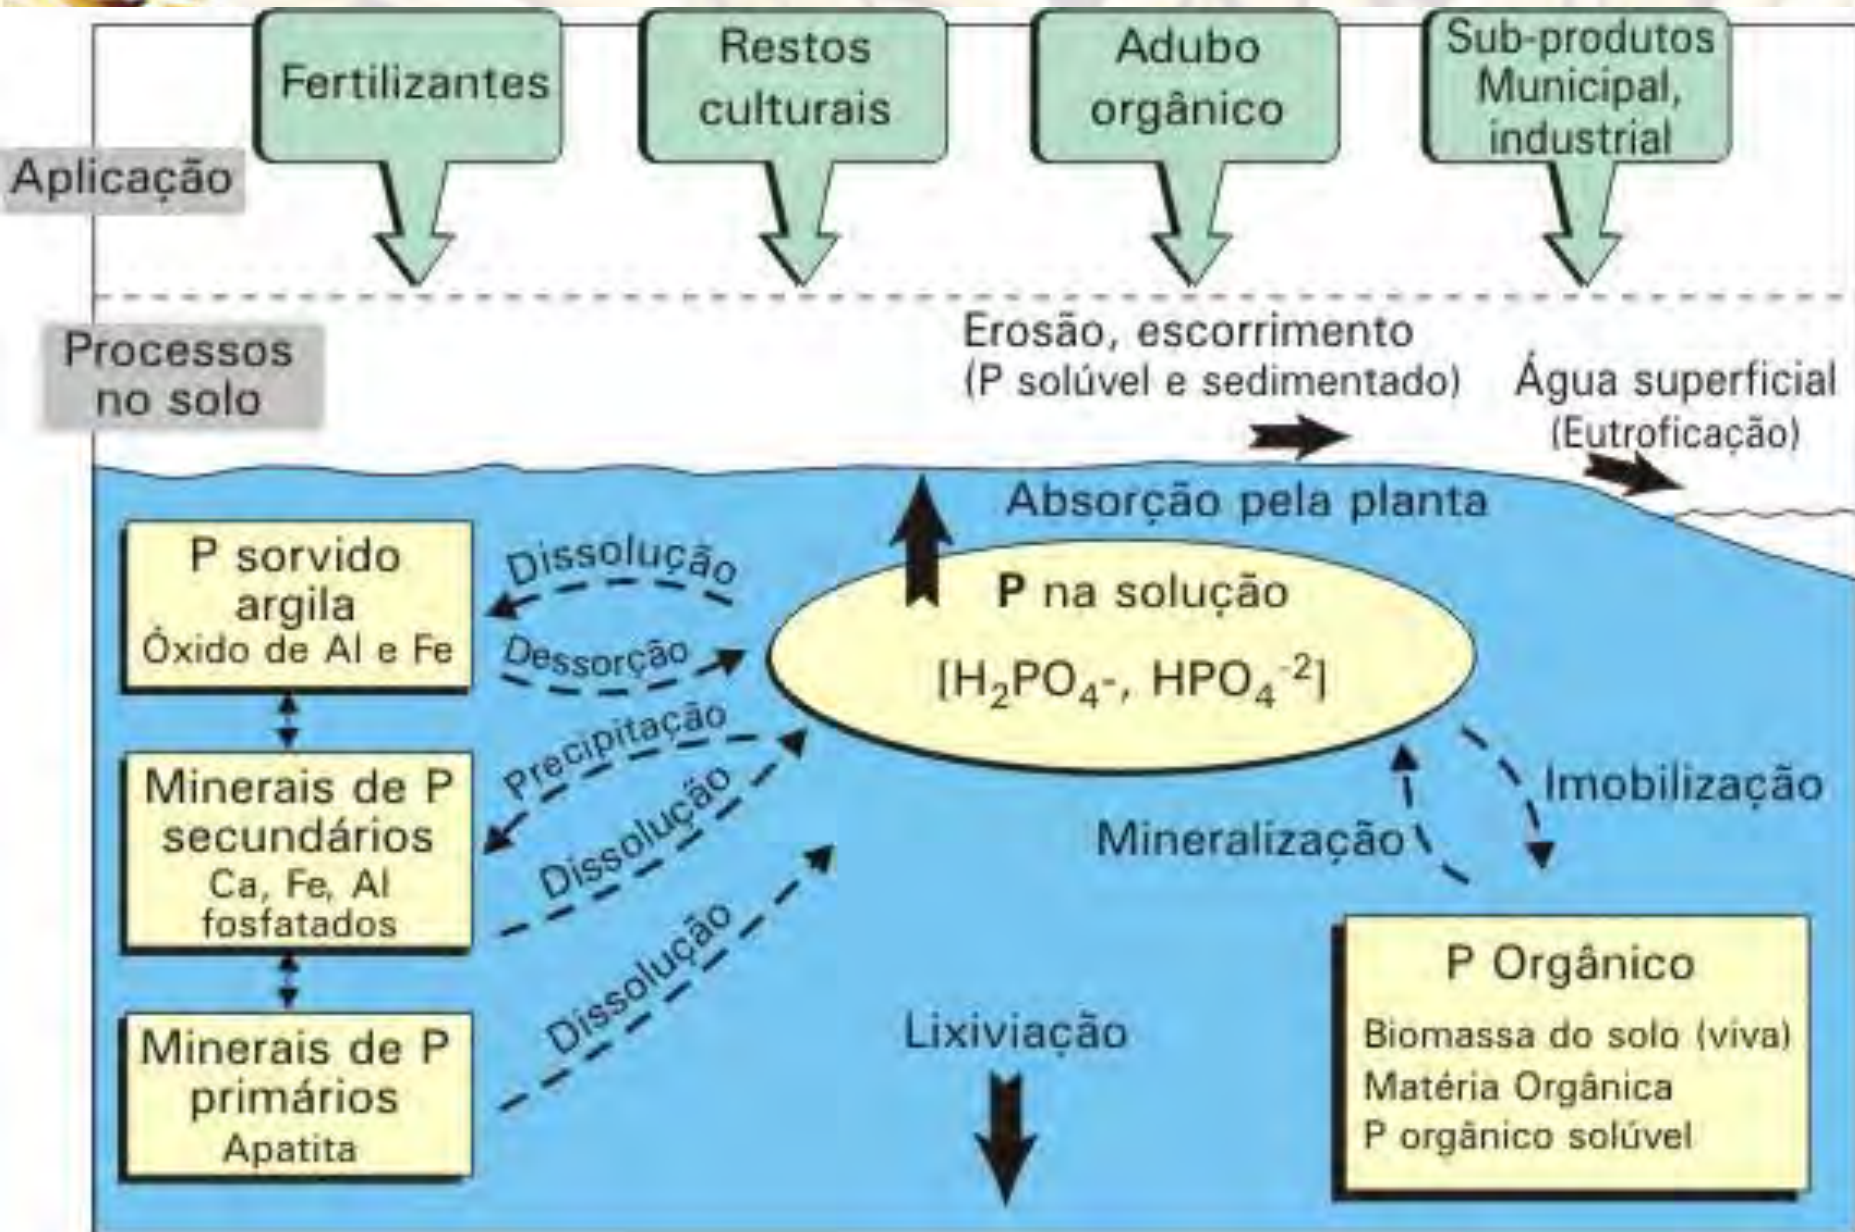 Fertilizantes
Restos
culturais
Adubo
orgânico
Sub-produtos
Municipal,
industrial
Aplicação
Processos
no solo
Erosão, escorrimento
(P solúvel e sedimentado)
Água superficial
(Eutroficação)
Absorção pela planta
P sorvido
argila
Óxido de Al e Fe
Dissolução
Dessorção
P na solução
[H₂PO₄-, HPO₄⁻²]
Precipitação
Minerais de P
secundários
Ca, Fe, Al
fosfatados
Dissolução
Mineralização
Imobilização
Minerais de P
primários
Apatita
Dissolução
Lixiviação
P Orgânico
Biomassa do solo (viva)
Matéria Orgânica
P orgânico solúvel